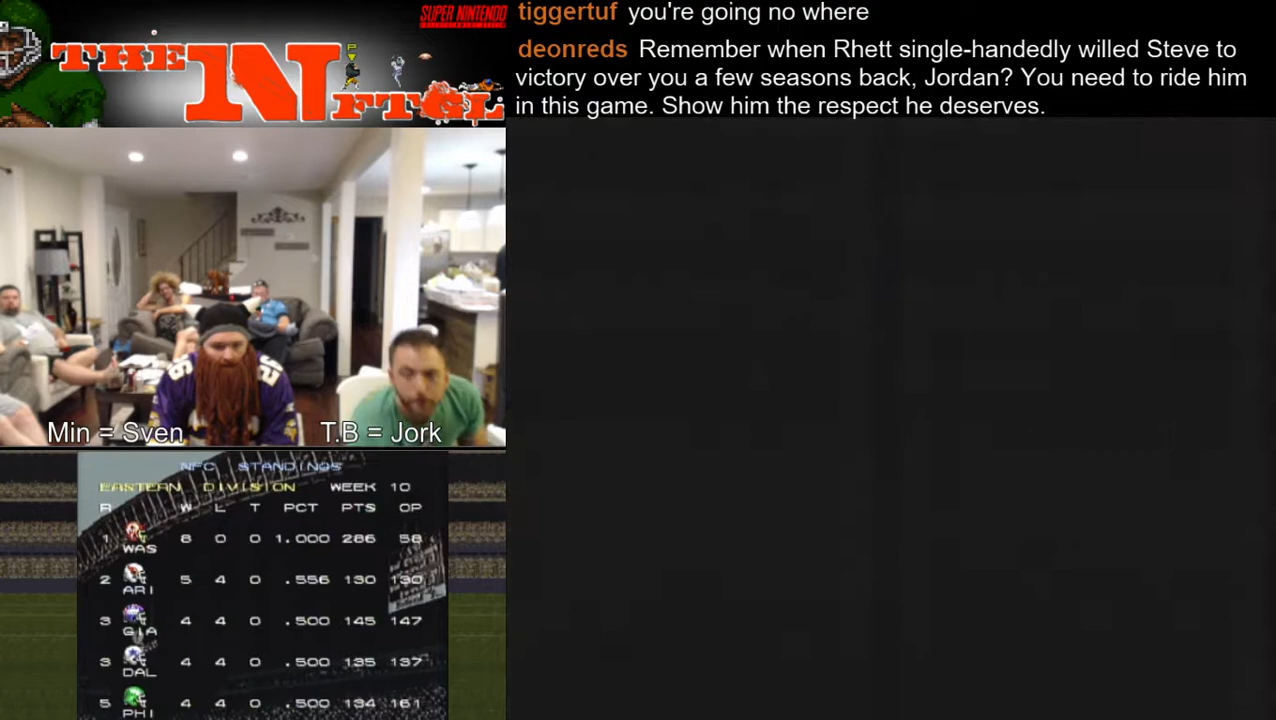 SUPER NINTENDO
ENTERTAINMENT SYSTEM
THE
NFTGL
tiggertuf you're going no where
deonreds Remember when Rhett single-handedly willed Steve to
victory over you a few seasons back, Jordan? You need to ride him
in this game. Show him the respect he deserves.
Min = Sven
T.B = Jork
NFC STANDINGS
EASTERN DIVISION WEEK 10
R W L T PCT PTS OP
1 WAS 8 0 0 1.000 286 58
2 ARI 5 4 0 .556 130 130
3 GIA 4 4 0 .500 145 147
3 DAL 4 4 0 .500 135 137
5 PHI 4 4 0 .500 134 161